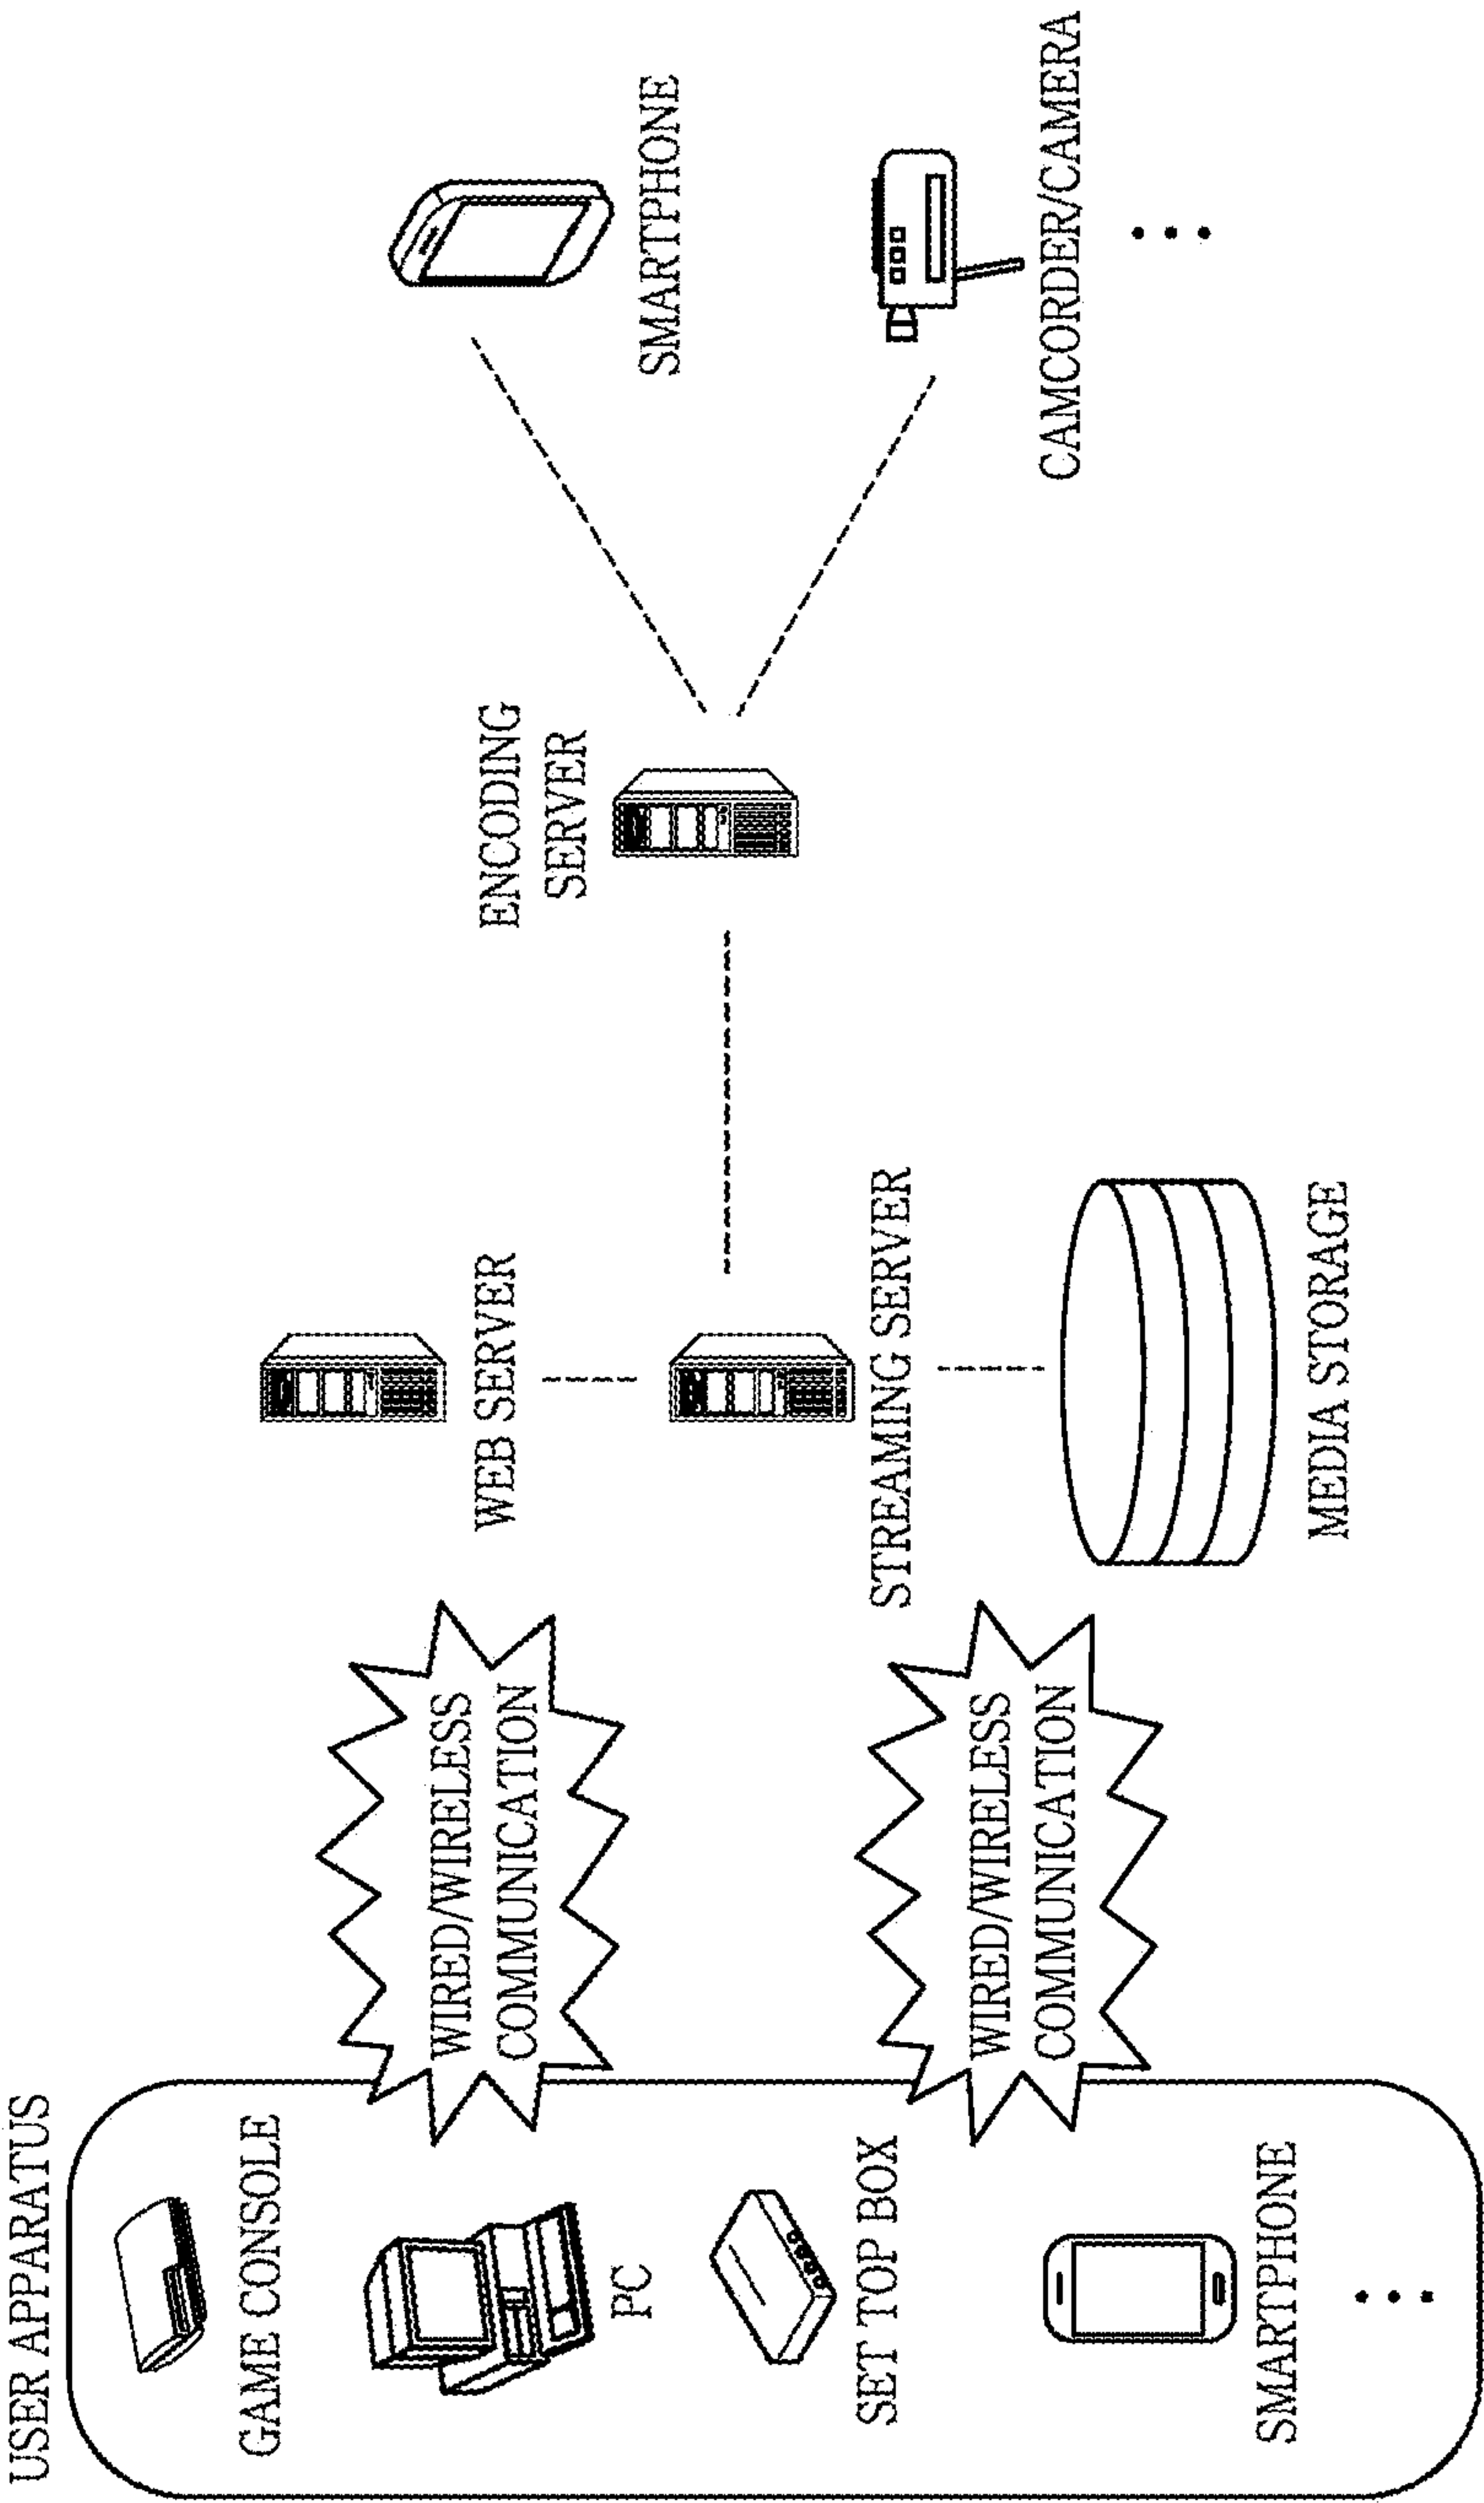 USER APPARATUS
GAME CONSOLE
PC
SET TOP BOX
SMARTPHONE
WIRED/WIRELESS
COMMUNICATION
WIRED/WIRELESS
COMMUNICATION
WEB SERVER
STREAMING SERVER
MEDIA STORAGE
ENCODING
SERVER
SMARTPHONE
CAMCORDER/CAMERA